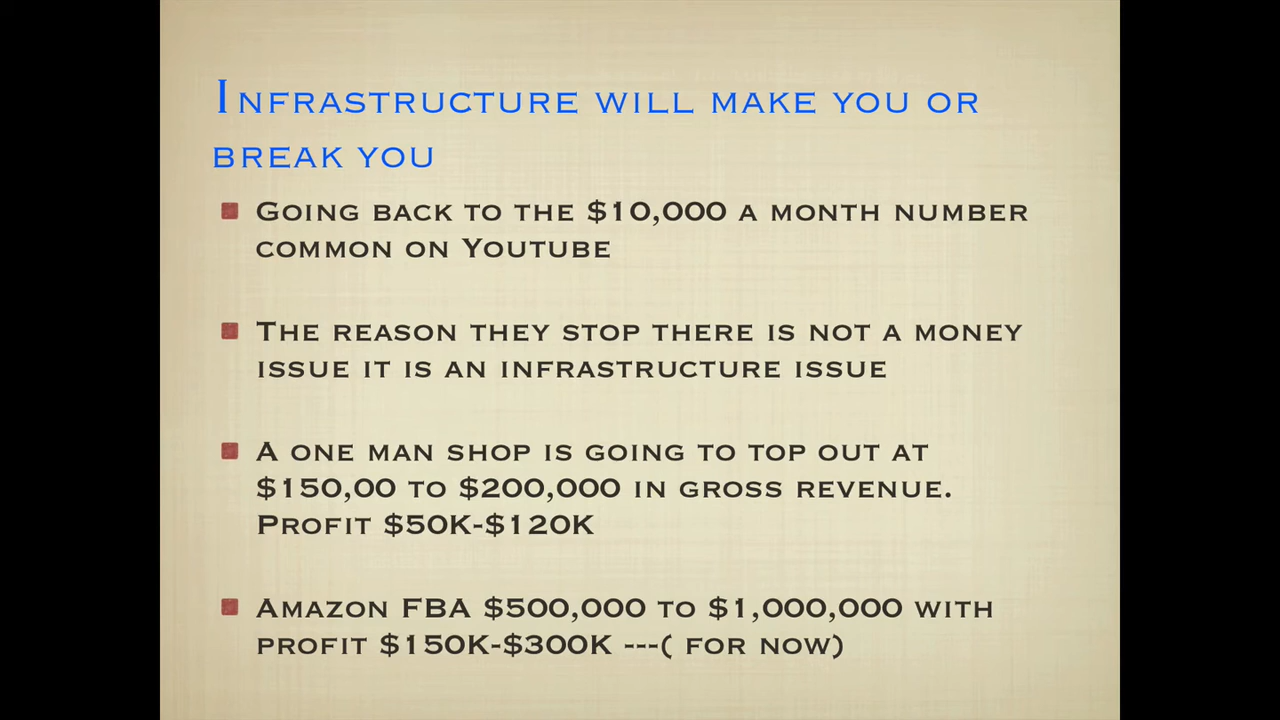 Infrastructure will make you or
break you
Going back to the $10,000 a month number
common on Youtube
The reason they stop there is not a money
issue it is an infrastructure issue
A one man shop is going to top out at
$150,00 to $200,000 in gross revenue.
Profit $50K-$120K
Amazon FBA $500,000 to $1,000,000 with
profit $150K-$300K ---( for now)